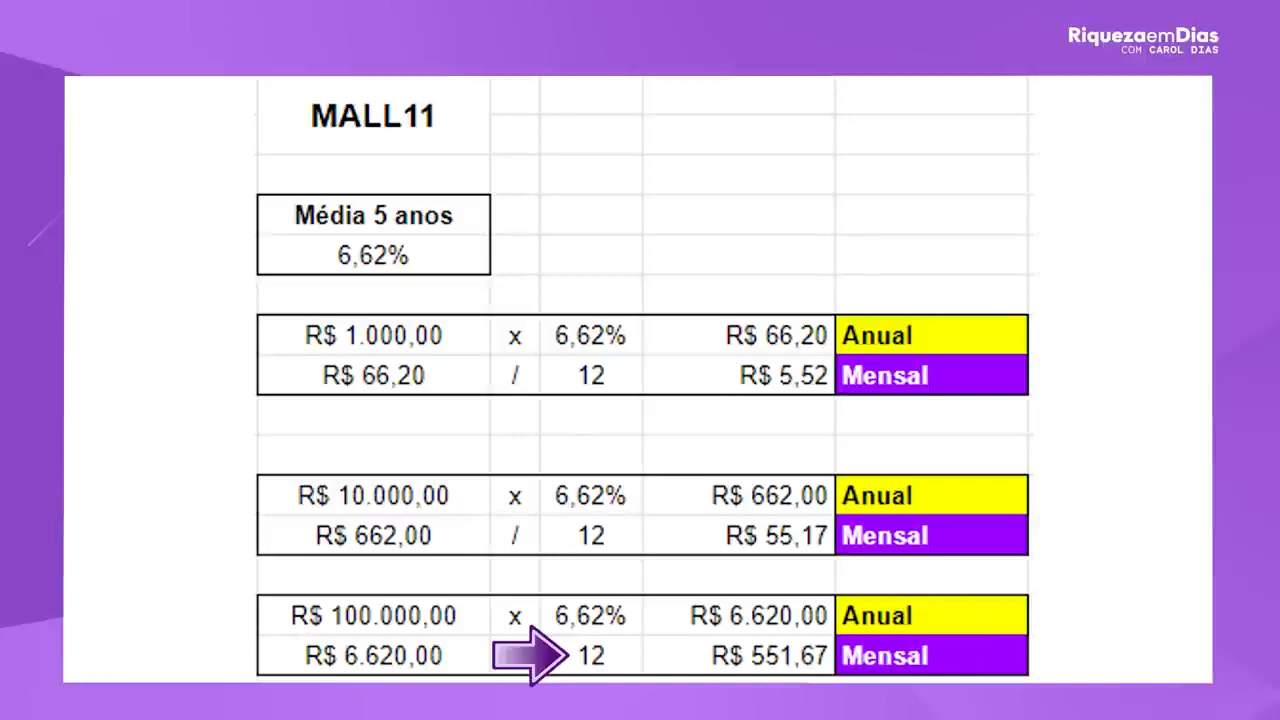 RiquezaemDias
COM CAROL DIAS
MALL11
Média 5 anos
6,62%
R$ 1.000,00 x 6,62% R$ 66,20 Anual
R$ 66,20 / 12 R$ 5,52 Mensal
R$ 10.000,00 x 6,62% R$ 662,00 Anual
R$ 662,00 / 12 R$ 55,17 Mensal
R$ 100.000,00 x 6,62% R$ 6.620,00 Anual
R$ 6.620,00 12 R$ 551,67 Mensal